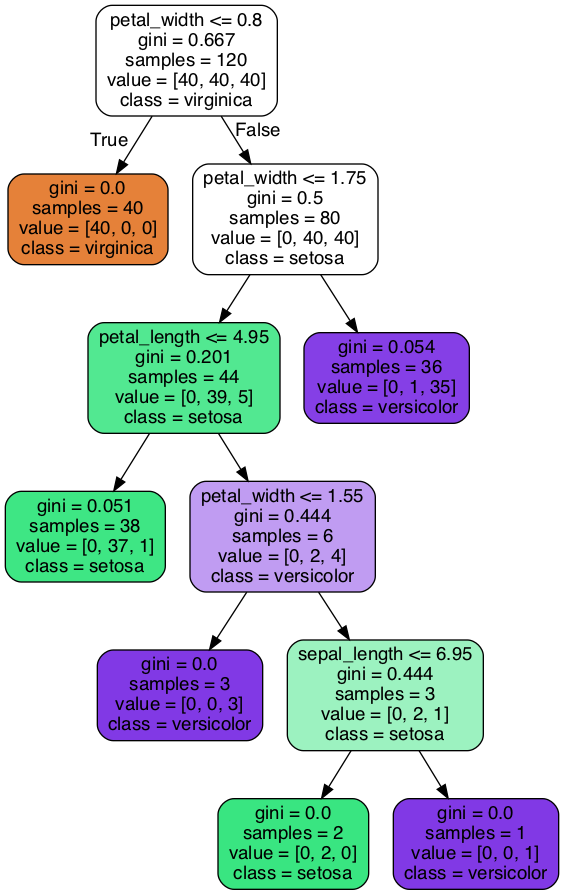 petal_width <= 0.8
gini = 0.667
samples = 120
value = [40, 40, 40]
class = virginica
True
False
gini = 0.0
samples = 40
value = [40, 0, 0]
class = virginica
petal_width <= 1.75
gini = 0.5
samples = 80
value = [0, 40, 40]
class = setosa
petal_length <= 4.95
gini = 0.201
samples = 44
value = [0, 39, 5]
class = setosa
gini = 0.054
samples = 36
value = [0, 1, 35]
class = versicolor
gini = 0.051
samples = 38
value = [0, 37, 1]
class = setosa
petal_width <= 1.55
gini = 0.444
samples = 6
value = [0, 2, 4]
class = versicolor
gini = 0.0
samples = 3
value = [0, 0, 3]
class = versicolor
sepal_length <= 6.95
gini = 0.444
samples = 3
value = [0, 2, 1]
class = setosa
gini = 0.0
samples = 2
value = [0, 2, 0]
class = setosa
gini = 0.0
samples = 1
value = [0, 0, 1]
class = versicolor